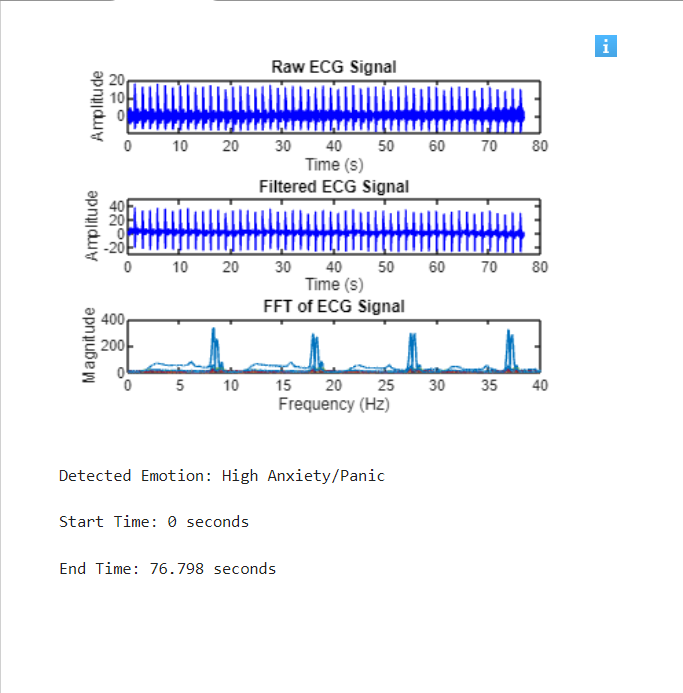 i
Raw ECG Signal
Amplitude
20
10
0
0 10 20 30 40 50 60 70 80
Time (s)
Filtered ECG Signal
Amplitude
40
20
0
-20
0 10 20 30 40 50 60 70 80
Time (s)
FFT of ECG Signal
Magnitude
400
200
0
0 5 10 15 20 25 30 35 40
Frequency (Hz)
Detected Emotion: High Anxiety/Panic
Start Time: 0 seconds
End Time: 76.798 seconds